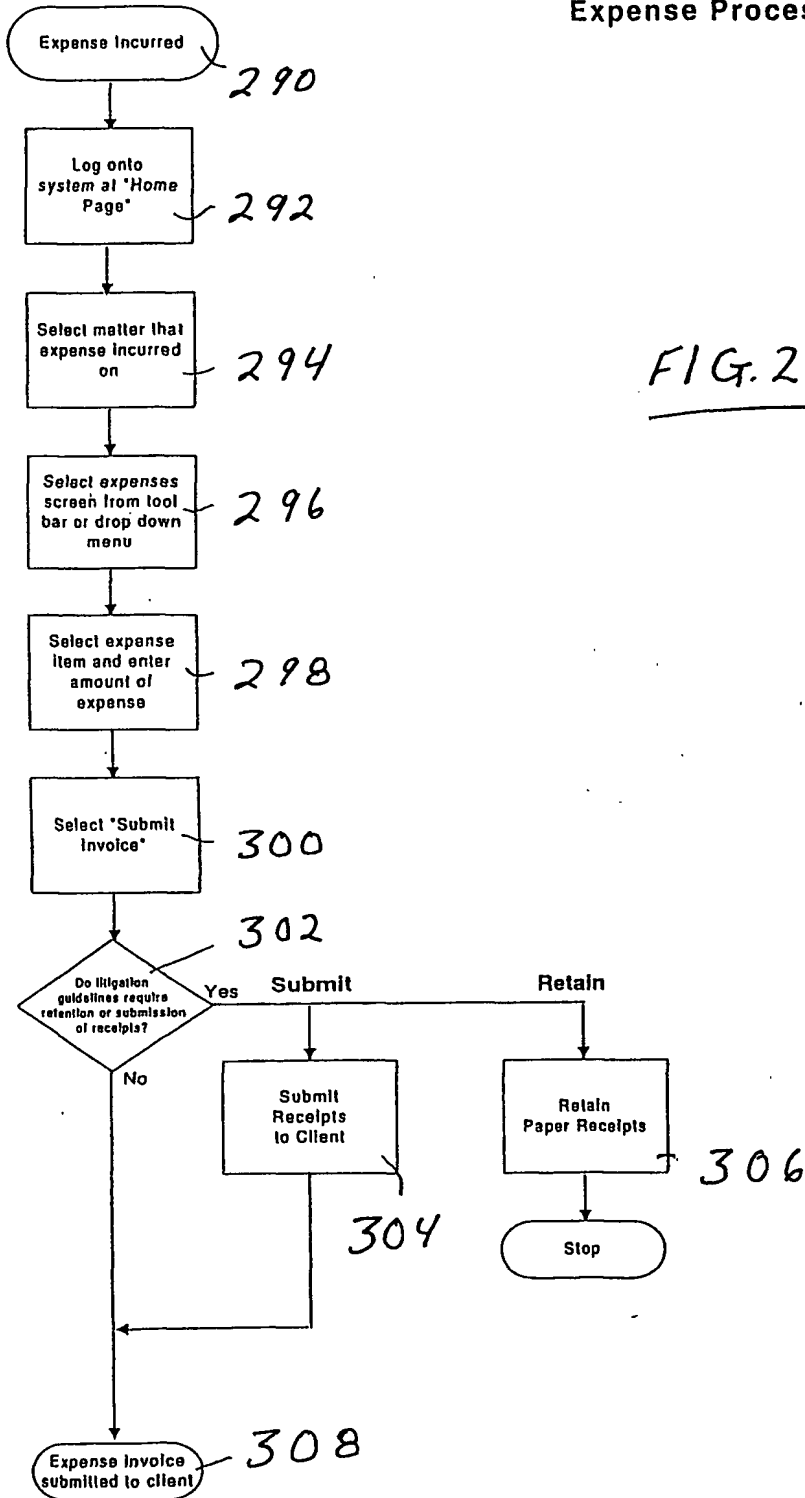 Expense Proces
Expense Incurred
290
Log onto
system at "Home
Page"
292
Select matter that
expense incurred
on
294
FIG. 2
Select expenses
screen from tool
bar or drop down
menu
296
Select expense
item and enter
amount of
expense
298
Select "Submit
Invoice"
300
302
Do litigation
guidelines require
retention or submission
of receipts?
Yes
Submit
Retain
No
Submit
Receipts
to Client
304
Retain
Paper Receipts
306
Stop
Expense Invoice
submitted to client
308